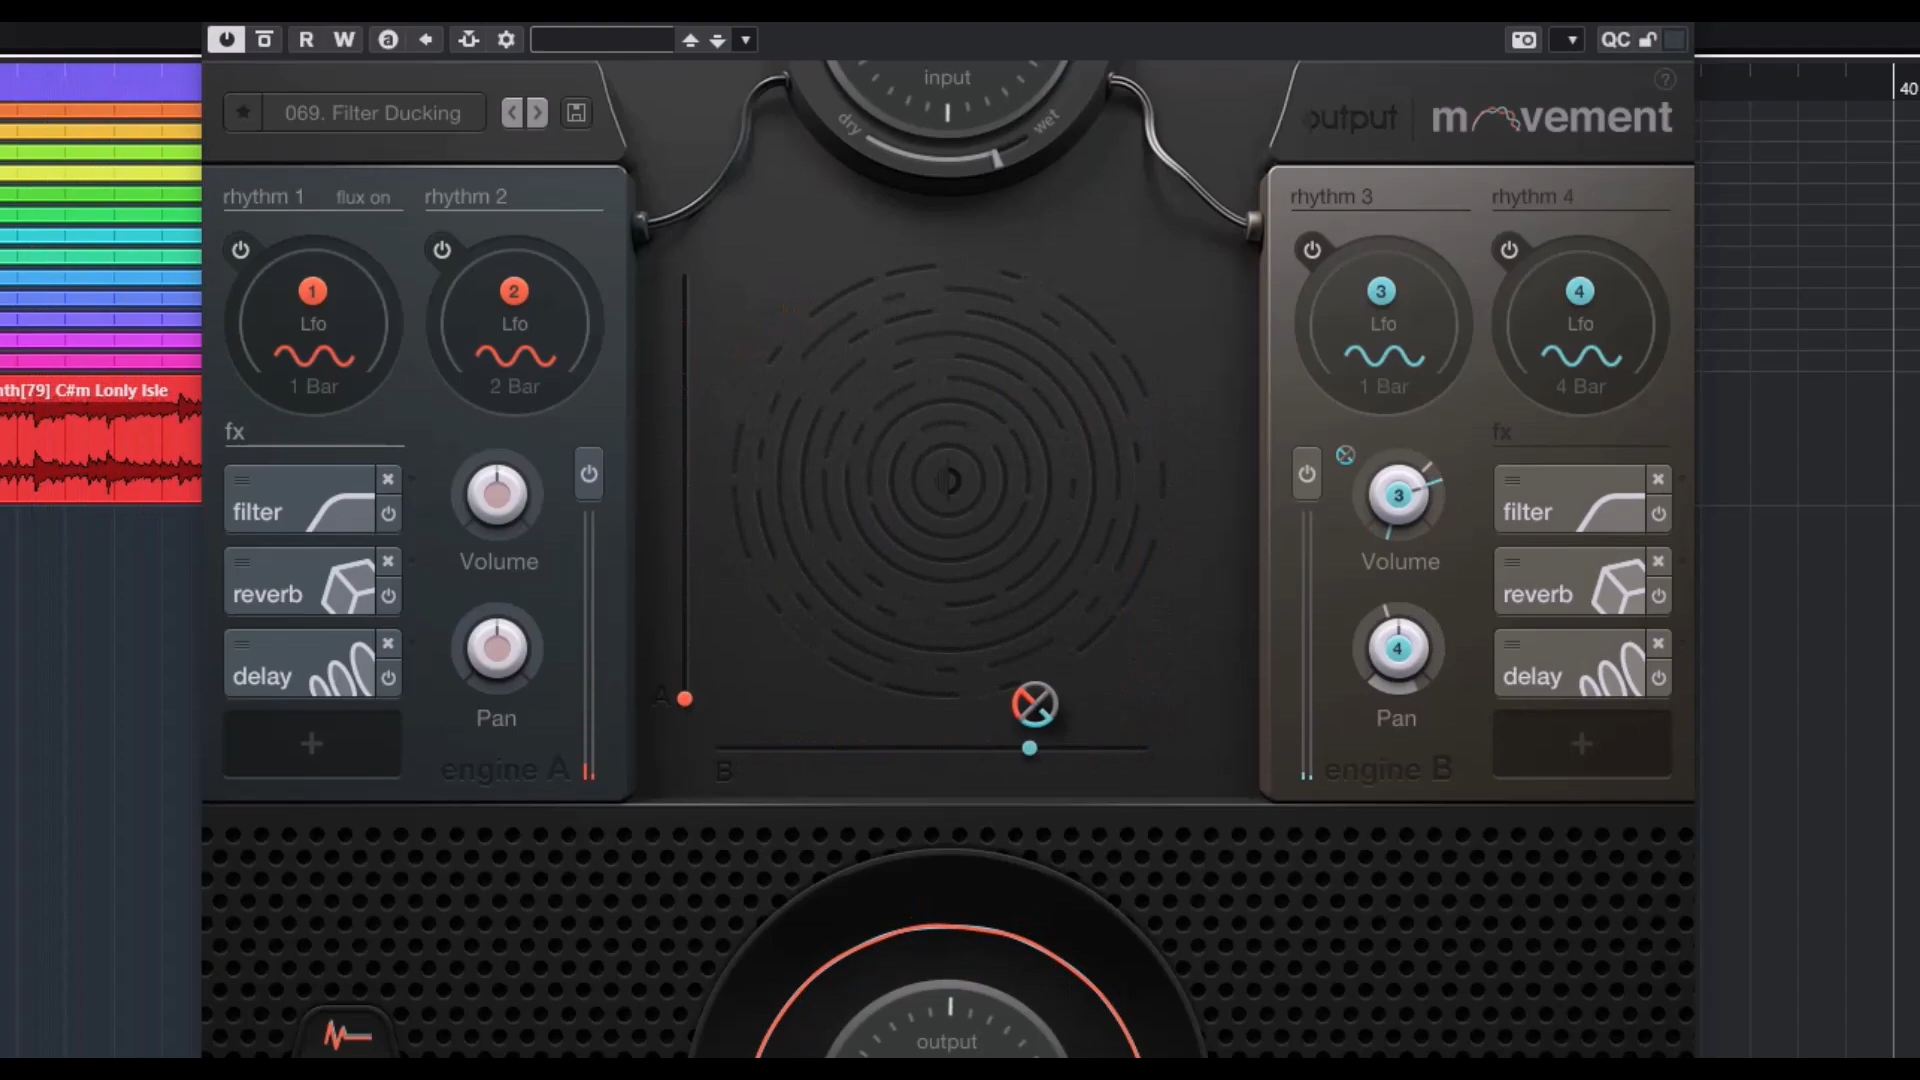 R W a QC
input
dry wet
069. Filter Ducking
?
output movement
40
rhythm 1 flux on rhythm 2
rhythm 3 rhythm 4
1 2 3 4
Lfo Lfo Lfo Lfo
1 Bar 2 Bar 1 Bar 4 Bar
C#m Lonly Isle
fx fx
3
filter filter
Volume Volume
reverb reverb
4
delay delay
Pan Pan
A
B
engine A engine B
output